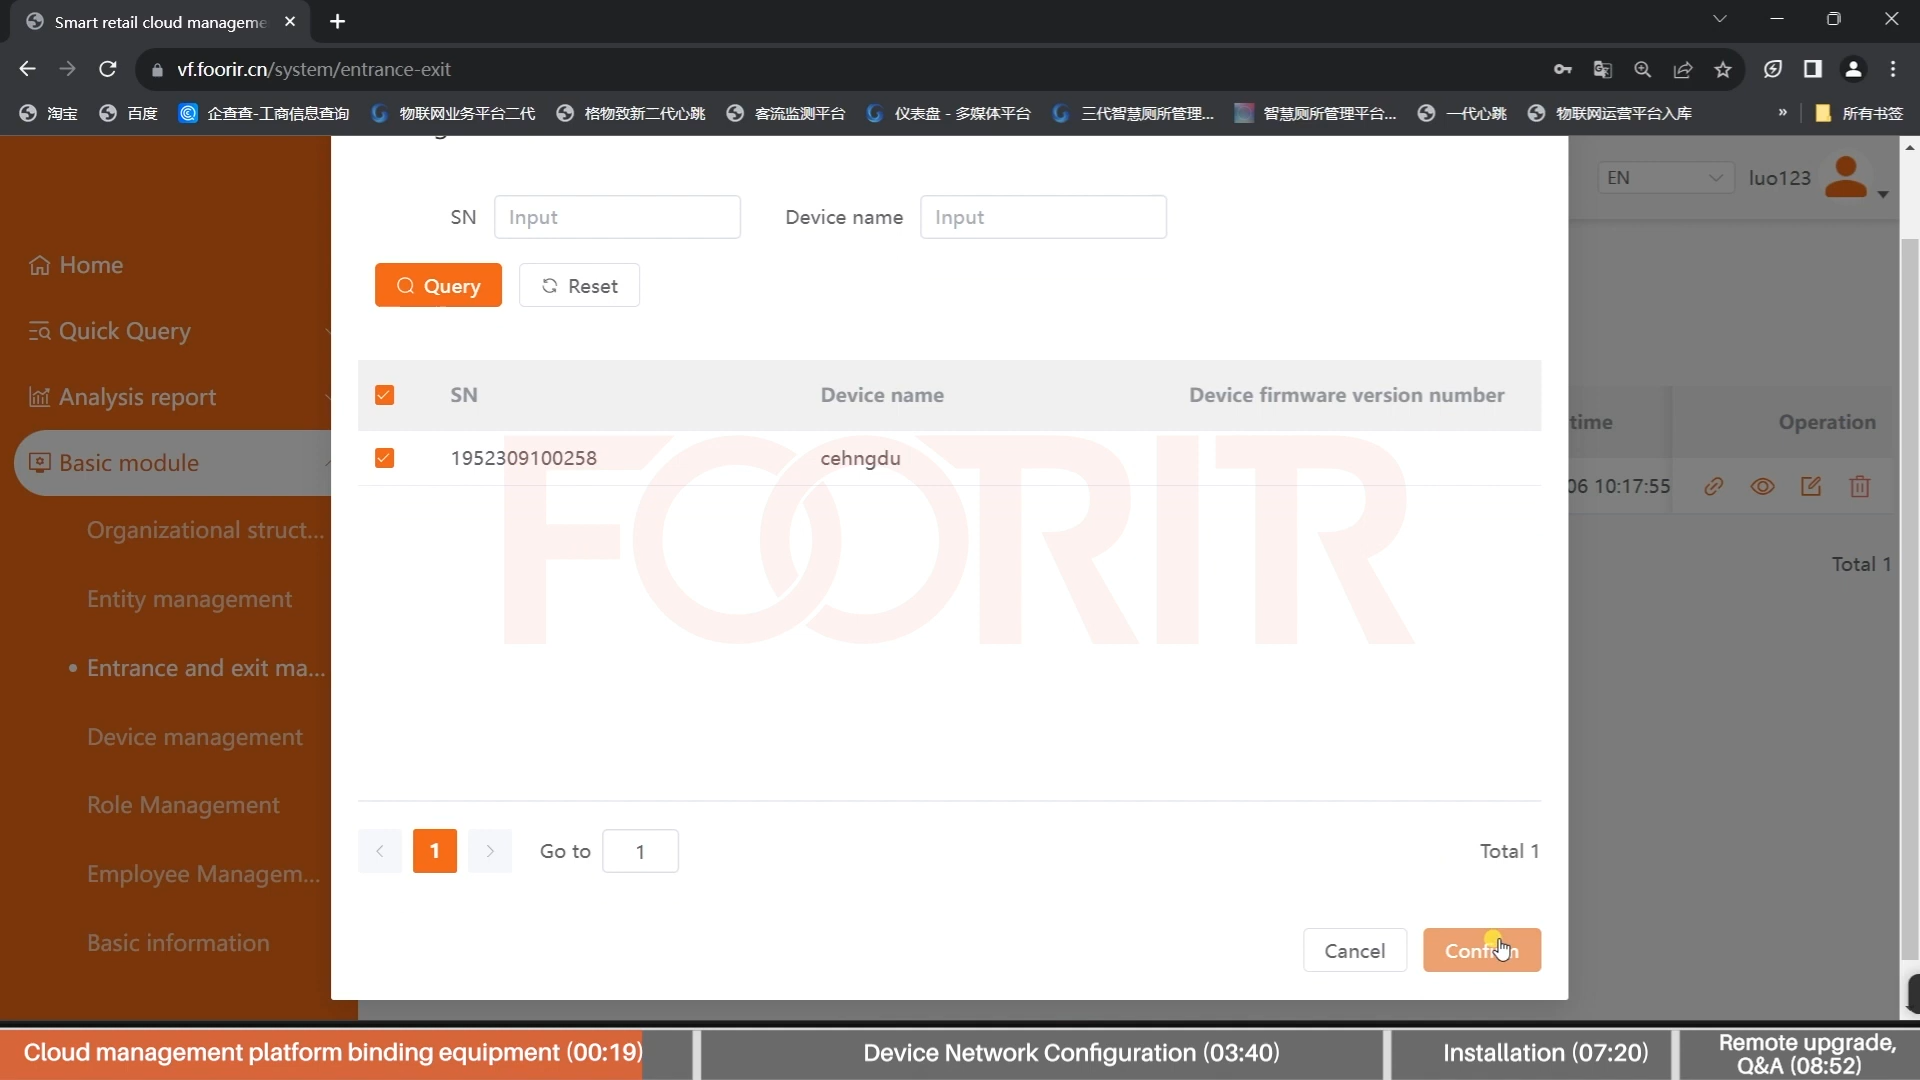 Smart retail cloud manageme
vf.foorir.cn/system/entrance-exit
淘宝 百度 企查查-工商信息查询 物联网业务平台二代 格物致新二代心跳 客流监测平台 仪表盘 - 多媒体平台 三代智慧厕所管理... 智慧厕所管理平台... 一代心跳 物联网运营平台入库 » 所有书签
EN luo123
SN Input Device name Input
Home
Query Reset
Quick Query
Analysis report
SN Device name Device firmware version number
time Operation
Basic module
1952309100258 cehngdu
06 10:17:55
Organizational struct...
Total 1
Entity management
FOORIR
Entrance and exit ma...
Device management
Role Management
1 Go to 1 Total 1
Employee Managem...
Basic information
Cancel
Cloud management platform binding equipment (00:19) Device Network Configuration (03:40) Installation (07:20) Remote upgrade,
Q&A (08:52)